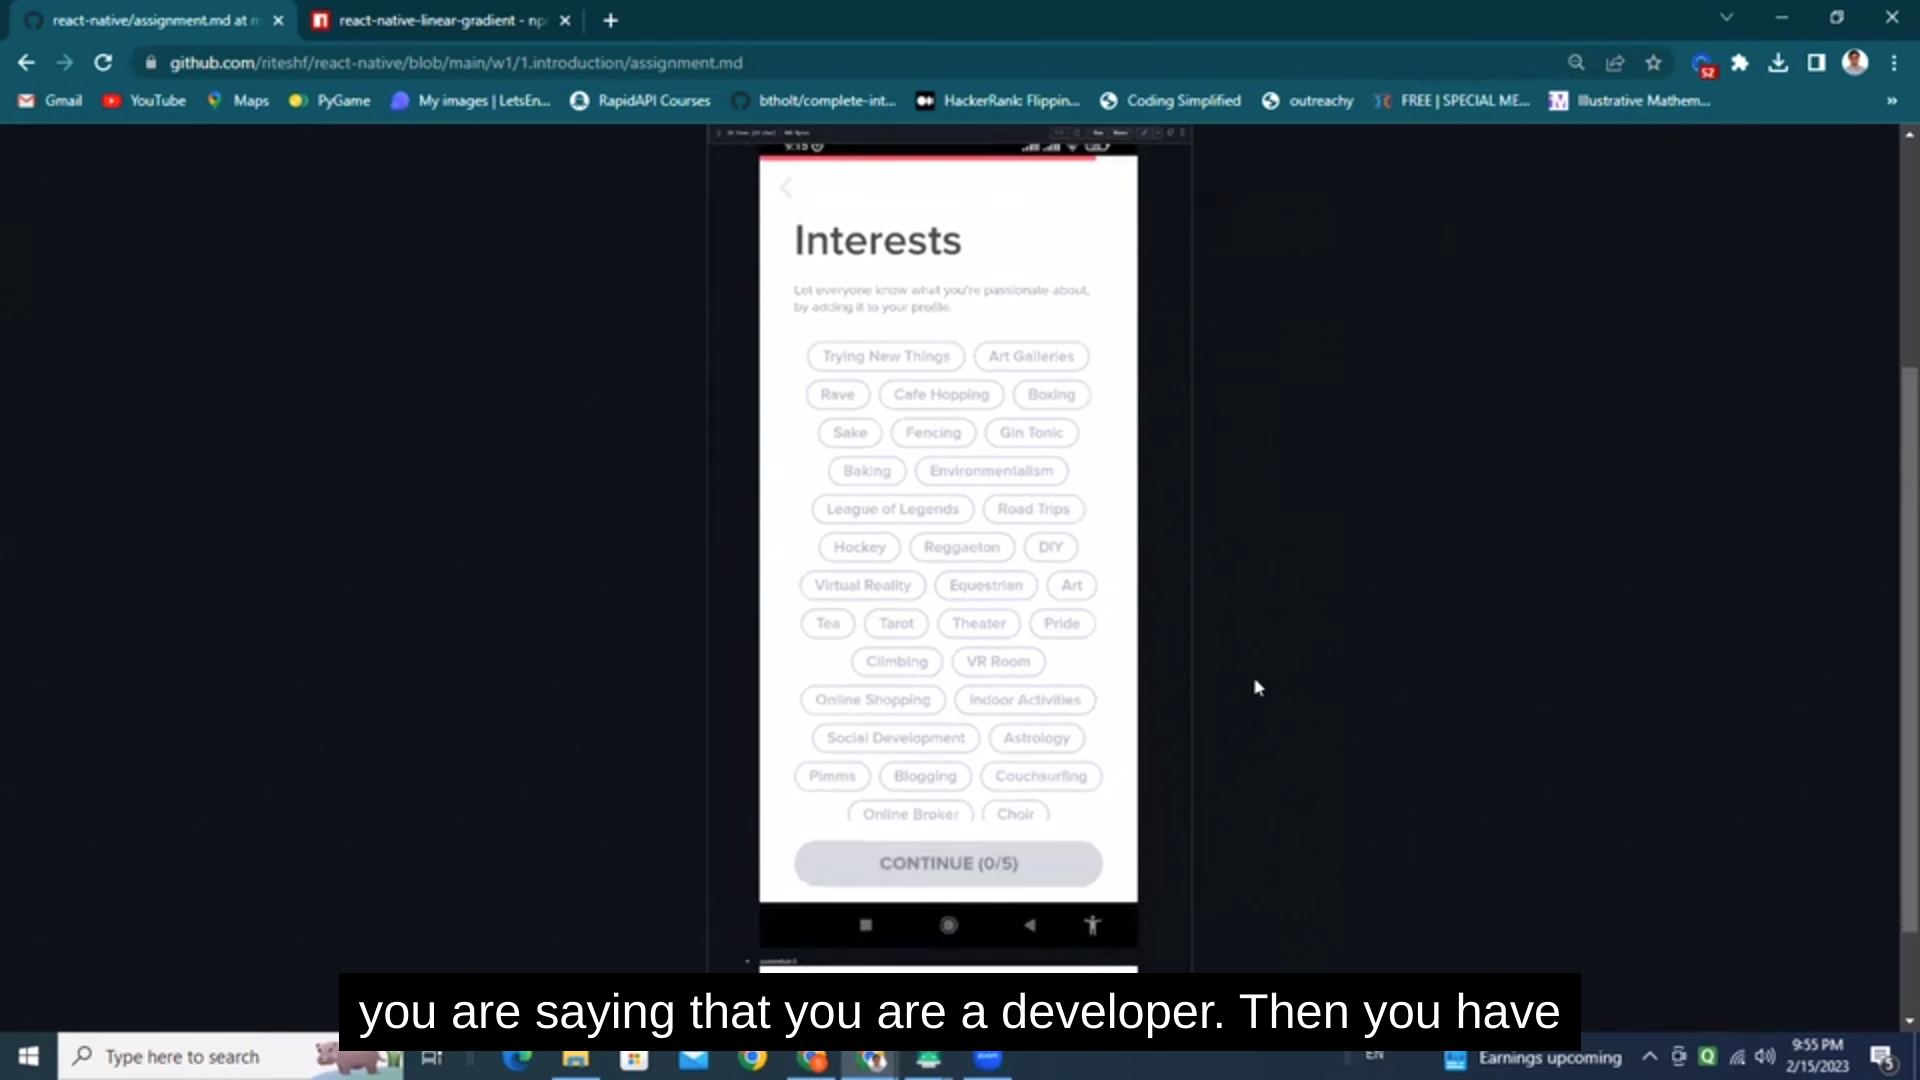 react-native/assignment.md at m
react-native-linear-gradient - np
github.com/riteshf/react-native/blob/main/w1/1.introduction/assignment.md
52
Gmail YouTube Maps PyGame My images | LetsEn... RapidAPI Courses btholt/complete-int... HackerRank: Flippin... Coding Simplified outreachy FREE | SPECIAL ME... Illustrative Mathem... »
9:15
Interests
Let everyone know what you're passionate about,
by adding it to your profile.
Trying New Things Art Galleries
Rave Cafe Hopping Boxing
Sake Fencing Gin Tonic
Baking Environmentalism
League of Legends Road Trips
Hockey Reggaeton DIY
Virtual Reality Equestrian Art
Tea Tarot Theater Pride
Climbing VR Room
Online Shopping Indoor Activities
Social Development Astrology
Pimms Blogging Couchsurfing
Online Broker Choir
CONTINUE (0/5)
you are saying that you are a developer. Then you have
Type here to search
zoom
EN
Earnings upcoming
9:55 PM
2/15/2023
5